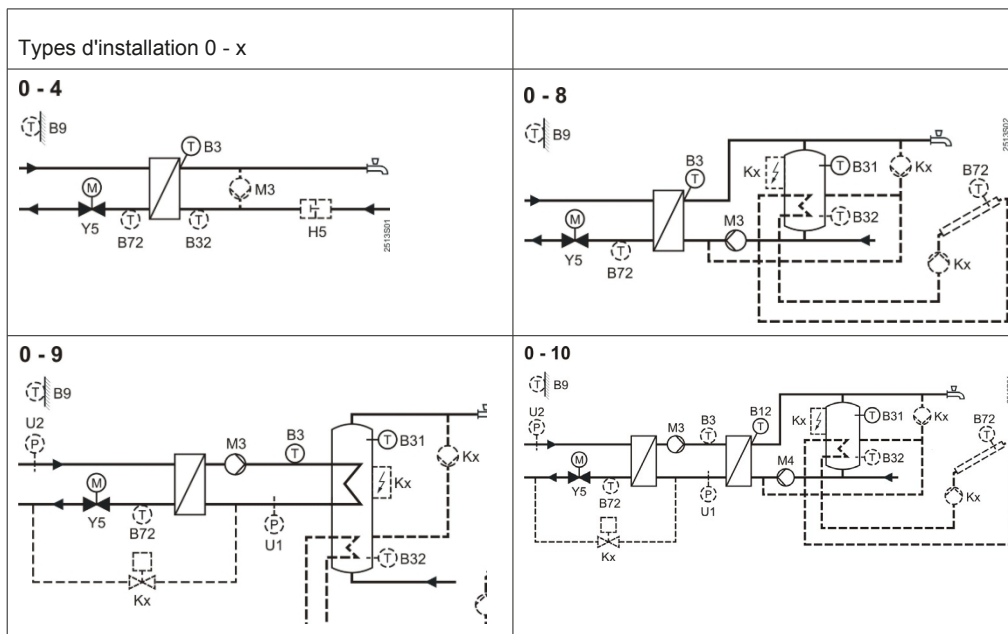 Types d'installation 0 - x
0 - 4
T B9
T B3
M
M3
Y5
T
B72
T
B32
H5
2513S01
0 - 8
T B9
B3
T
Kx
T B31
Kx
B72
T
M
M3
T B32
Y5
T
B72
Kx
2513S02
0 - 9
T B9
U2
P
M3
B3
T
T B31
Kx
Kx
M
Y5
T
B72
P
U1
T B32
Kx
0 - 10
T B9
U2
P
M3
B3
T
B12
T
Kx
T B31
Kx
B72
T
M
Y5
T
B72
P
U1
M4
T B32
Kx
Kx